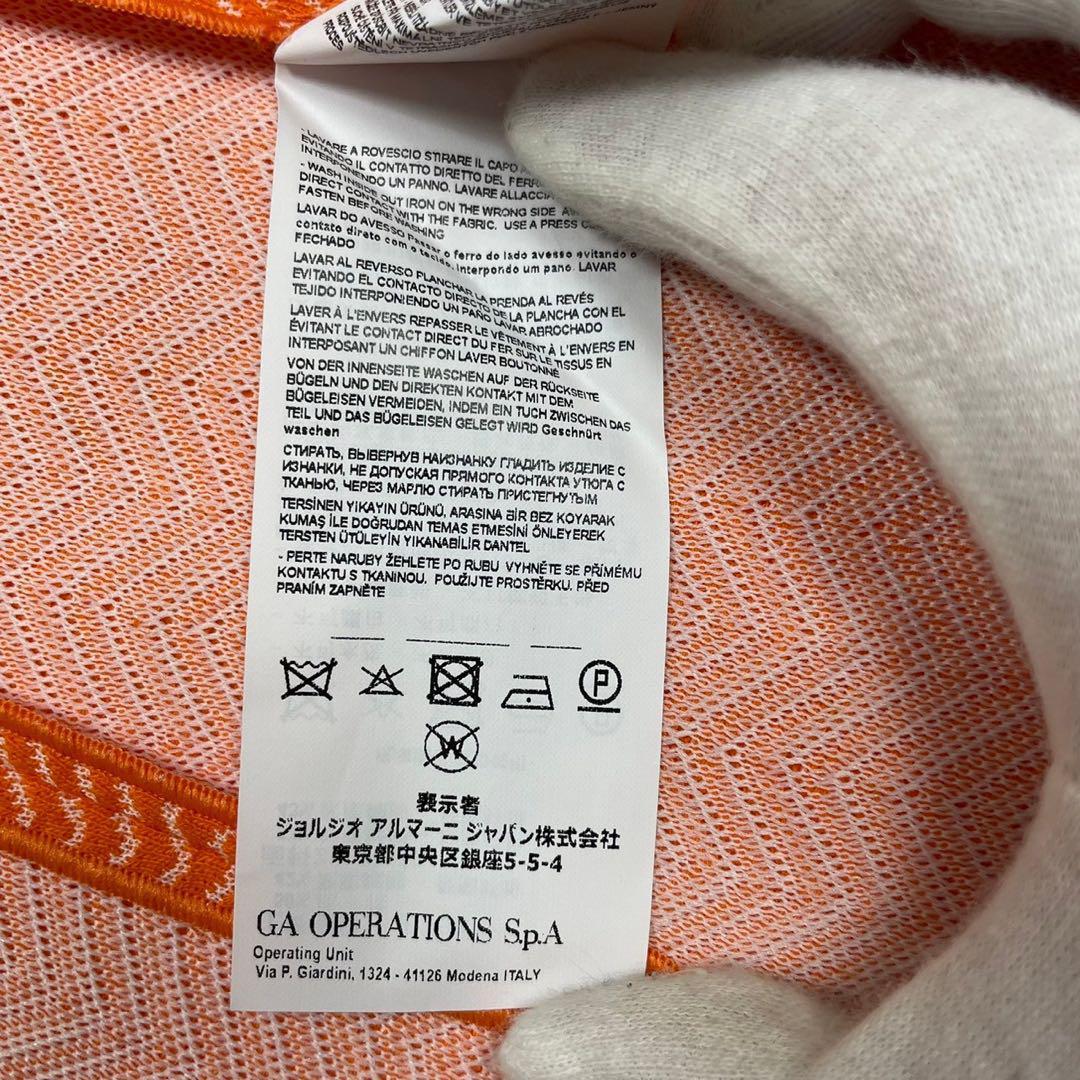 - LAVARE A ROVESCIO STIRARE IL CAPO
EVITANDO IL CONTATTO DIRETTO DEL
INTERPONENDO UN PANNO. LAVARE
- WASH INSIDE OUT IRON ON THE WRONG SIDE
DIRECT CONTACT WITH THE FABRIC. USE A PRESS
FASTEN BEFORE WASHING
LAVAR DO AVESSO Passar o ferro do lado avesso evitando o
contato direto com o tecido, interpondo um pano. LAVAR
FECHADO
LAVAR AL REVERSO PLANCHAR LA PRENDA AL REVÉS
EVITANDO EL CONTACTO DIRECTO DE LA PLANCHA CON EL
TEJIDO INTERPONIENDO UN PAÑO LAVAR ABROCHADO
LAVER À L'ENVERS REPASSER LE VÊTEMENT À L'ENVERS EN
ÉVITANT LE CONTACT DIRECT DU FER SUR LE TISSUS EN
INTERPOSANT UN CHIFFON LAVER BOUTONNÉ
VON DER INNENSEITE WASCHEN AUF DER RÜCKSEITE
BÜGELN UND DEN DIREKTEN KONTAKT MIT DEM
BÜGELEISEN VERMEIDEN, INDEM EIN TUCH ZWISCHEN DAS
TEIL UND DAS BÜGELEISEN GELEGT WIRD Geschnürt
waschen
СТИРАТЬ, ВЫВЕРНУВ НАИЗНАНКУ ГЛАДИТЬ ИЗДЕЛИЕ С
ИЗНАНКИ, НЕ ДОПУСКАЯ ПРЯМОГО КОНТАКТА УТЮГА С
ТКАНЬЮ, ЧЕРЕЗ МАРЛЮ СТИРАТЬ ПРИСТЕГНУТЫМ
TERSİNEN YIKAYIN ÜRÜNÜ, ARASINA BİR BEZ KOYARAK
KUMAŞ İLE DOĞRUDAN TEMAS ETMESİNİ ÖNLEYEREK
TERSTEN ÜTÜLEYİN YIKANABİLİR DANTEL
- PERTE NARUBY ŽEHLETE PO RUBU VYHNĚTE SE PŘÍMÉMU
KONTAKTU S TKANINOU. POUŽIJTE PROSTĚRKU. PŘED
PRANÍM ZAPNĚTE
P
W
表示者
ジョルジオ アルマーニ ジャパン株式会社
東京都中央区銀座5-5-4
GA OPERATIONS S.p.A
Operating Unit
Via P. Giardini, 1324 - 41126 Modena ITALY